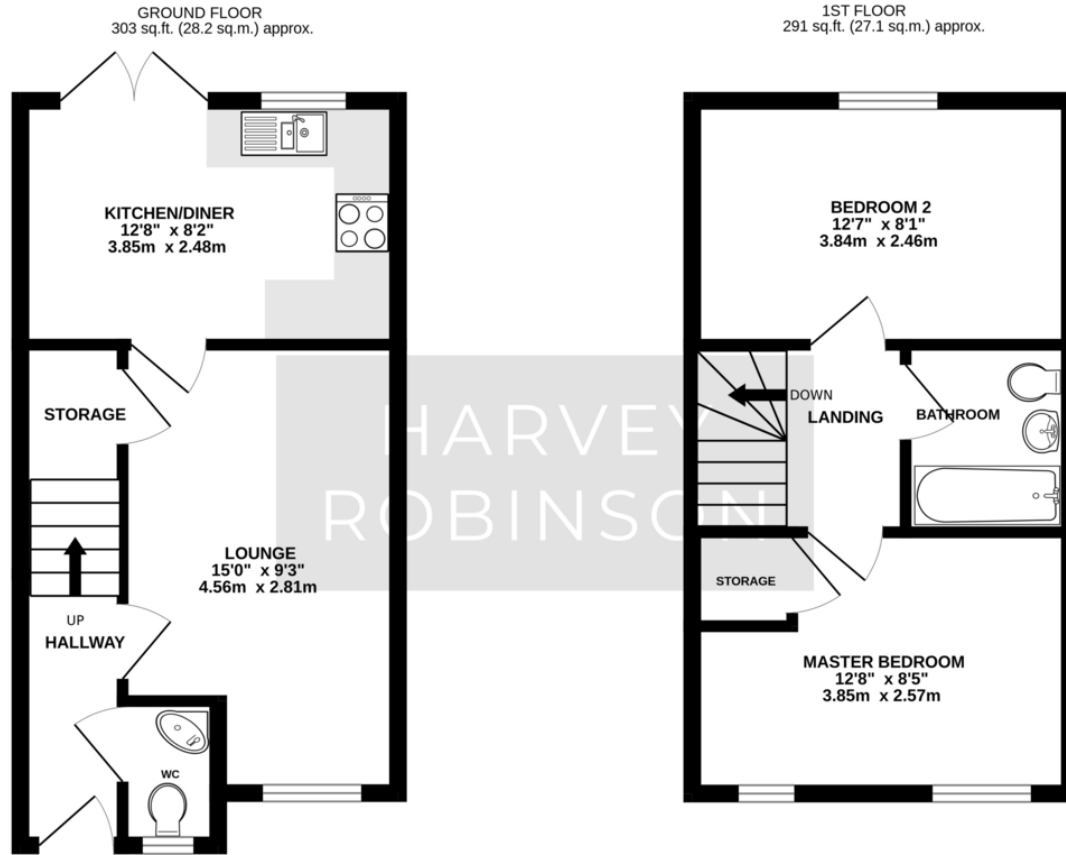 GROUND FLOOR
303 sq.ft. (28.2 sq.m.) approx.
KITCHEN/DINER
12'8" x 8'2"
3.85m x 2.48m
STORAGE
LOUNGE
15'0" x 9'3"
4.56m x 2.81m
UP
HALLWAY
WC
1ST FLOOR
291 sq.ft. (27.1 sq.m.) approx.
BEDROOM 2
12'7" x 8'1"
3.84m x 2.46m
DOWN
LANDING
BATHROOM
STORAGE
MASTER BEDROOM
12'8" x 8'5"
3.85m x 2.57m
HARVEY
ROBINSON